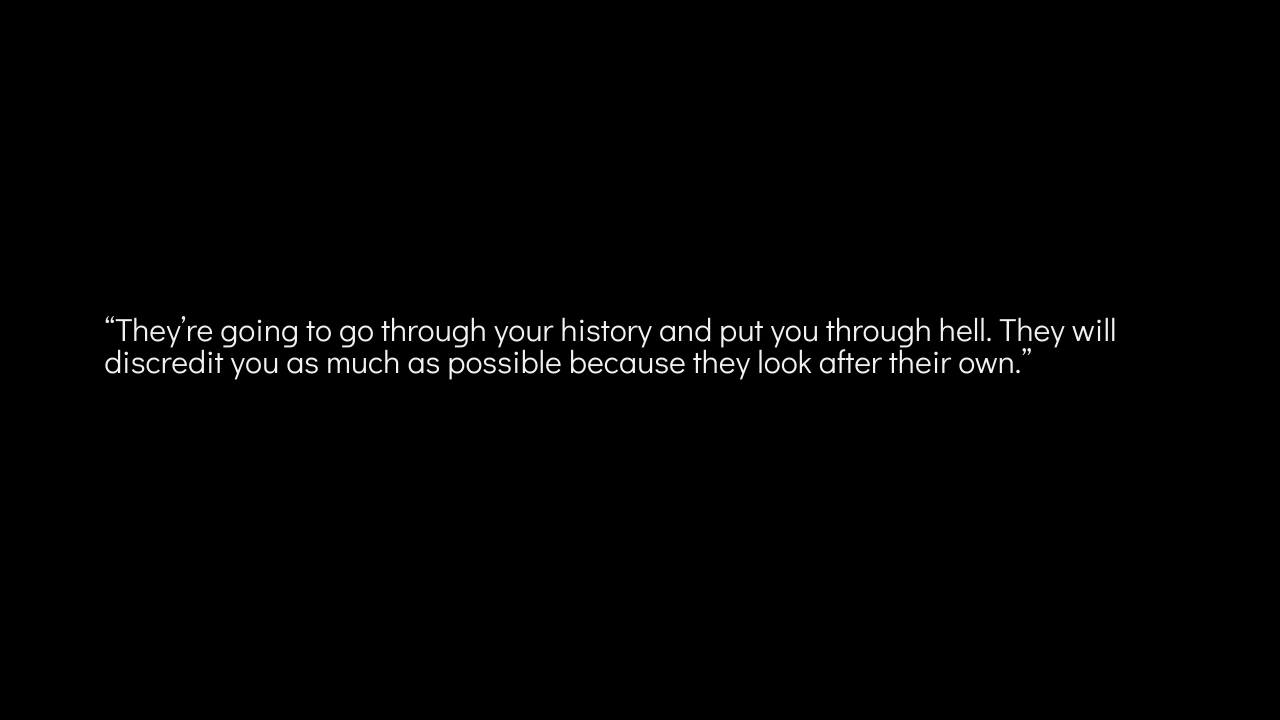 “They’re going to go through your history and put you through hell. They will
discredit you as much as possible because they look after their own.”